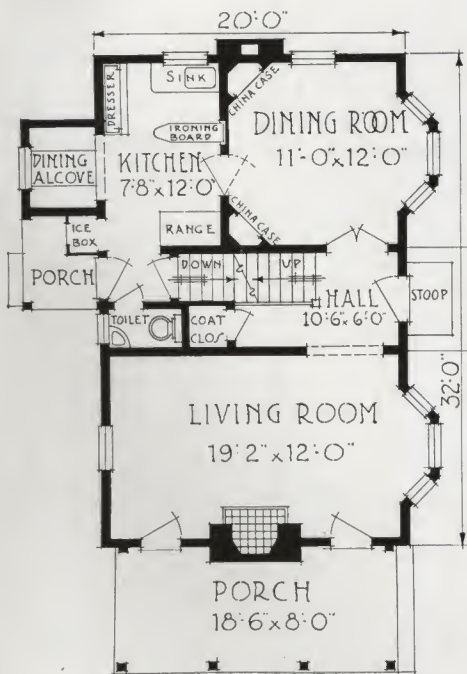 20'-0"
DRESSER
SINK
CHINA CASE
IRONING
BOARD
DINING ROOM
11'-0"x12'-0"
DINING
ALCOVE
KITCHEN
7'-8"x12'-0"
CHINA CASE
ICE
BOX
RANGE
PORCH
DOWN
UP
HALL
10'-6"x6'-0"
STOOP
TOILET
COAT
CLOS
32'-0"
LIVING ROOM
19'-2"x12'-0"
PORCH
18'-6"x8'-0"